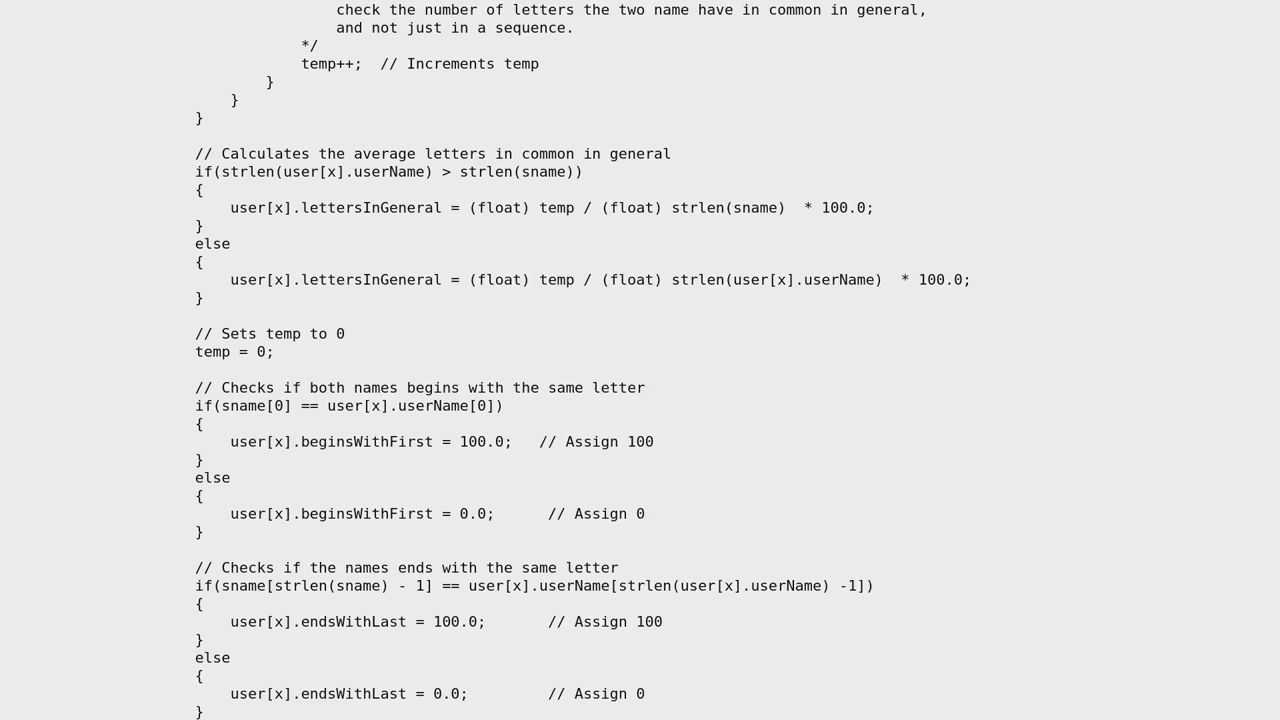 check the number of letters the two name have in common in general,
                and not just in a sequence.
            */
            temp++;  // Increments temp
        }
    }
}

// Calculates the average letters in common in general
if(strlen(user[x].userName) > strlen(sname))
{
    user[x].lettersInGeneral = (float) temp / (float) strlen(sname)  * 100.0;
}
else
{
    user[x].lettersInGeneral = (float) temp / (float) strlen(user[x].userName)  * 100.0;
}

// Sets temp to 0
temp = 0;

// Checks if both names begins with the same letter
if(sname[0] == user[x].userName[0])
{
    user[x].beginsWithFirst = 100.0;   // Assign 100
}
else
{
    user[x].beginsWithFirst = 0.0;      // Assign 0
}

// Checks if the names ends with the same letter
if(sname[strlen(sname) - 1] == user[x].userName[strlen(user[x].userName) -1])
{
    user[x].endsWithLast = 100.0;       // Assign 100
}
else
{
    user[x].endsWithLast = 0.0;         // Assign 0
}